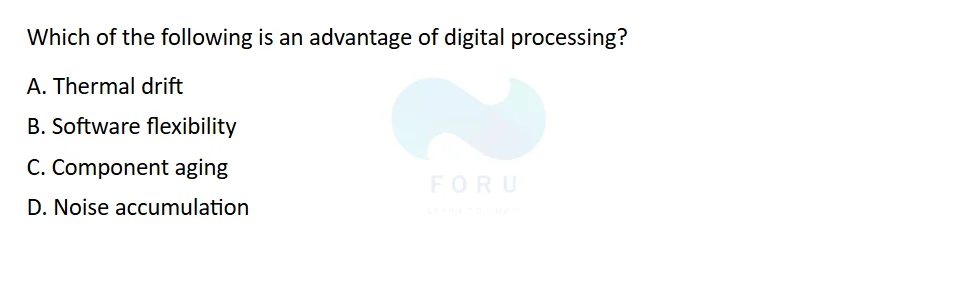 Which of the following is an advantage of digital processing?
A. Thermal drift
B. Software flexibility
C. Component aging
D. Noise accumulation
FORU